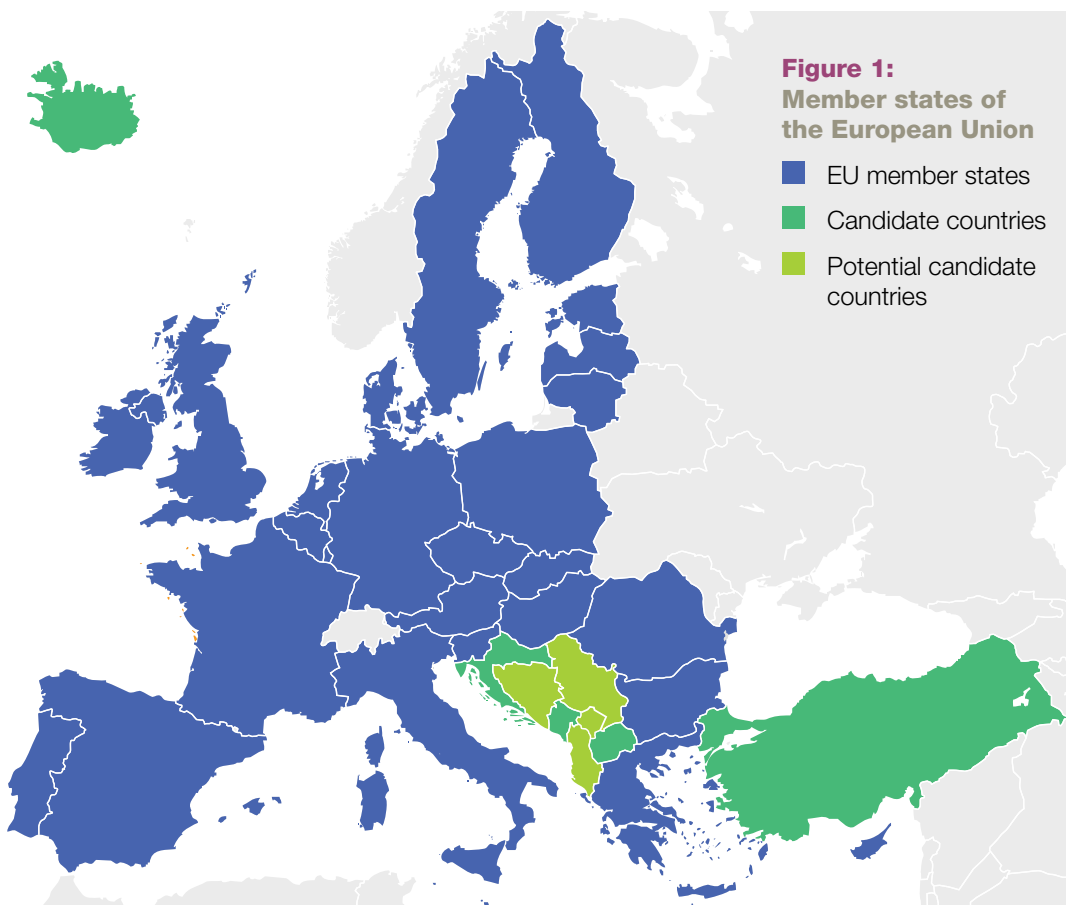 Figure 1:
Member states of
the European Union
EU member states
Candidate countries
Potential candidate
countries